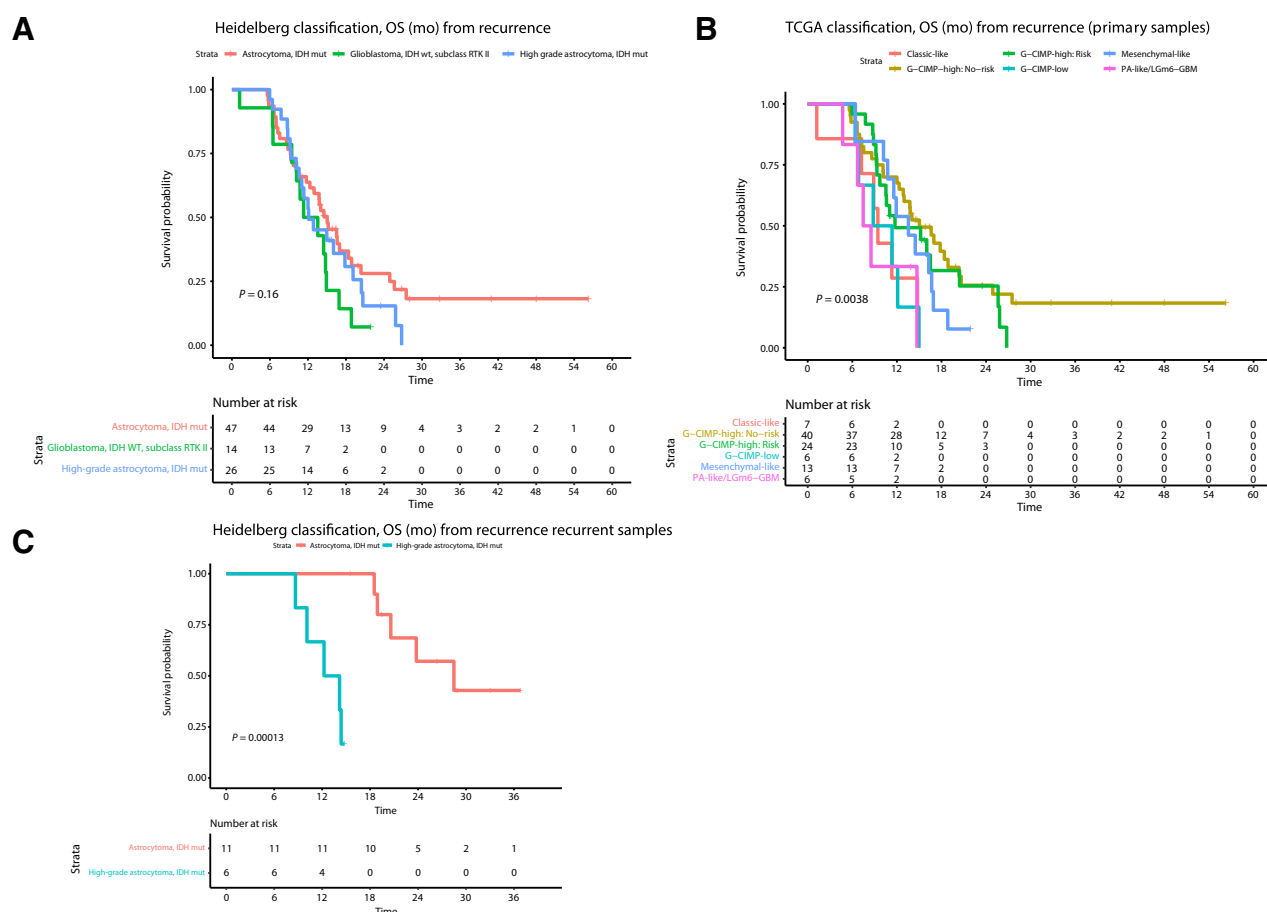 A
Heidelberg classification, OS (mo) from recurrence
Strata Astrocytoma, IDH mut Glioblastoma, IDH wt, subclass RTK II High grade astrocytoma, IDH mut
1.00
0.75
0.50
0.25
0.00
Survival probability
P = 0.16
0 6 12 18 24 30 36 42 48 54 60
Time
Number at risk
Strata
Astrocytoma, IDH mut 47 44 29 13 9 4 3 2 2 1 0
Glioblastoma, IDH WT, subclass RTK II 14 13 7 2 0 0 0 0 0 0 0
High-grade astrocytoma, IDH mut 26 25 14 6 2 0 0 0 0 0 0
0 6 12 18 24 30 36 42 48 54 60
Time
B
TCGA classification, OS (mo) from recurrence (primary samples)
Strata
Classic-like G−CIMP−high: Risk Mesenchymal-like
G−CIMP−high: No−risk G−CIMP-low PA-like/LGm6−GBM
1.00
0.75
0.50
0.25
0.00
Survival probability
P = 0.0038
0 6 12 18 24 30 36 42 48 54 60
Time
Number at risk
Strata
Classic-like 7 6 2 0 0 0 0 0 0 0 0
G−CIMP-high: No−risk 40 37 28 12 7 4 3 2 2 1 0
G−CIMP-high: Risk 24 23 10 5 3 0 0 0 0 0 0
G−CIMP−low 6 6 2 0 0 0 0 0 0 0 0
Mesenchymal-like 13 13 7 2 0 0 0 0 0 0 0
PA−like/LGm6−GBM 6 5 2 0 0 0 0 0 0 0 0
0 6 12 18 24 30 36 42 48 54 60
Time
C
Heidelberg classification, OS (mo) from recurrence recurrent samples
Strata Astrocytoma, IDH mut High-grade astrocytoma, IDH mut
1.00
0.75
0.50
0.25
0.00
Survival probability
P = 0.00013
0 6 12 18 24 30 36
Time
Number at risk
Strata
Astrocytoma, IDH mut 11 11 11 10 5 2 1
High-grade astrocytoma, IDH mut 6 6 4 0 0 0 0
0 6 12 18 24 30 36
Time